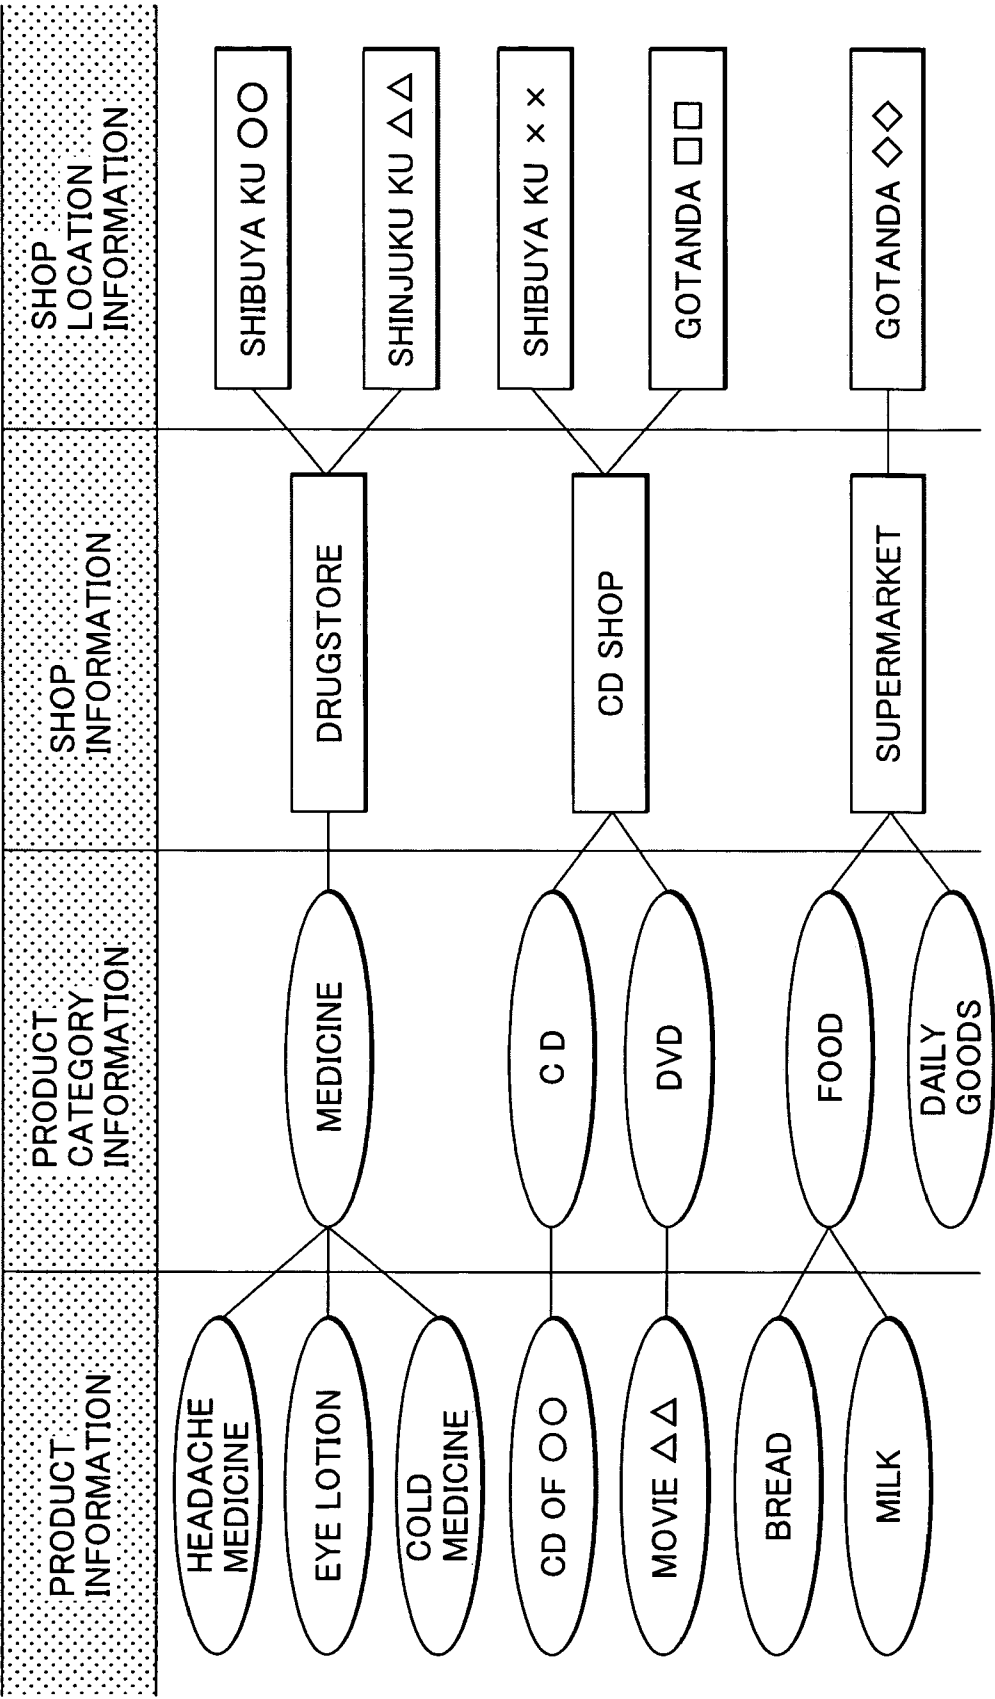 PRODUCT
INFORMATION
PRODUCT
CATEGORY
INFORMATION
SHOP
INFORMATION
SHOP
LOCATION
INFORMATION
HEADACHE
MEDICINE
EYE LOTION
COLD
MEDICINE
CD OF ○○
MOVIE △△
BREAD
MILK
MEDICINE
C D
DVD
FOOD
DAILY
GOODS
DRUGSTORE
CD SHOP
SUPERMARKET
SHIBUYA KU ○○
SHINJUKU KU △△
SHIBUYA KU × ×
GOTANDA □□
GOTANDA ◇◇